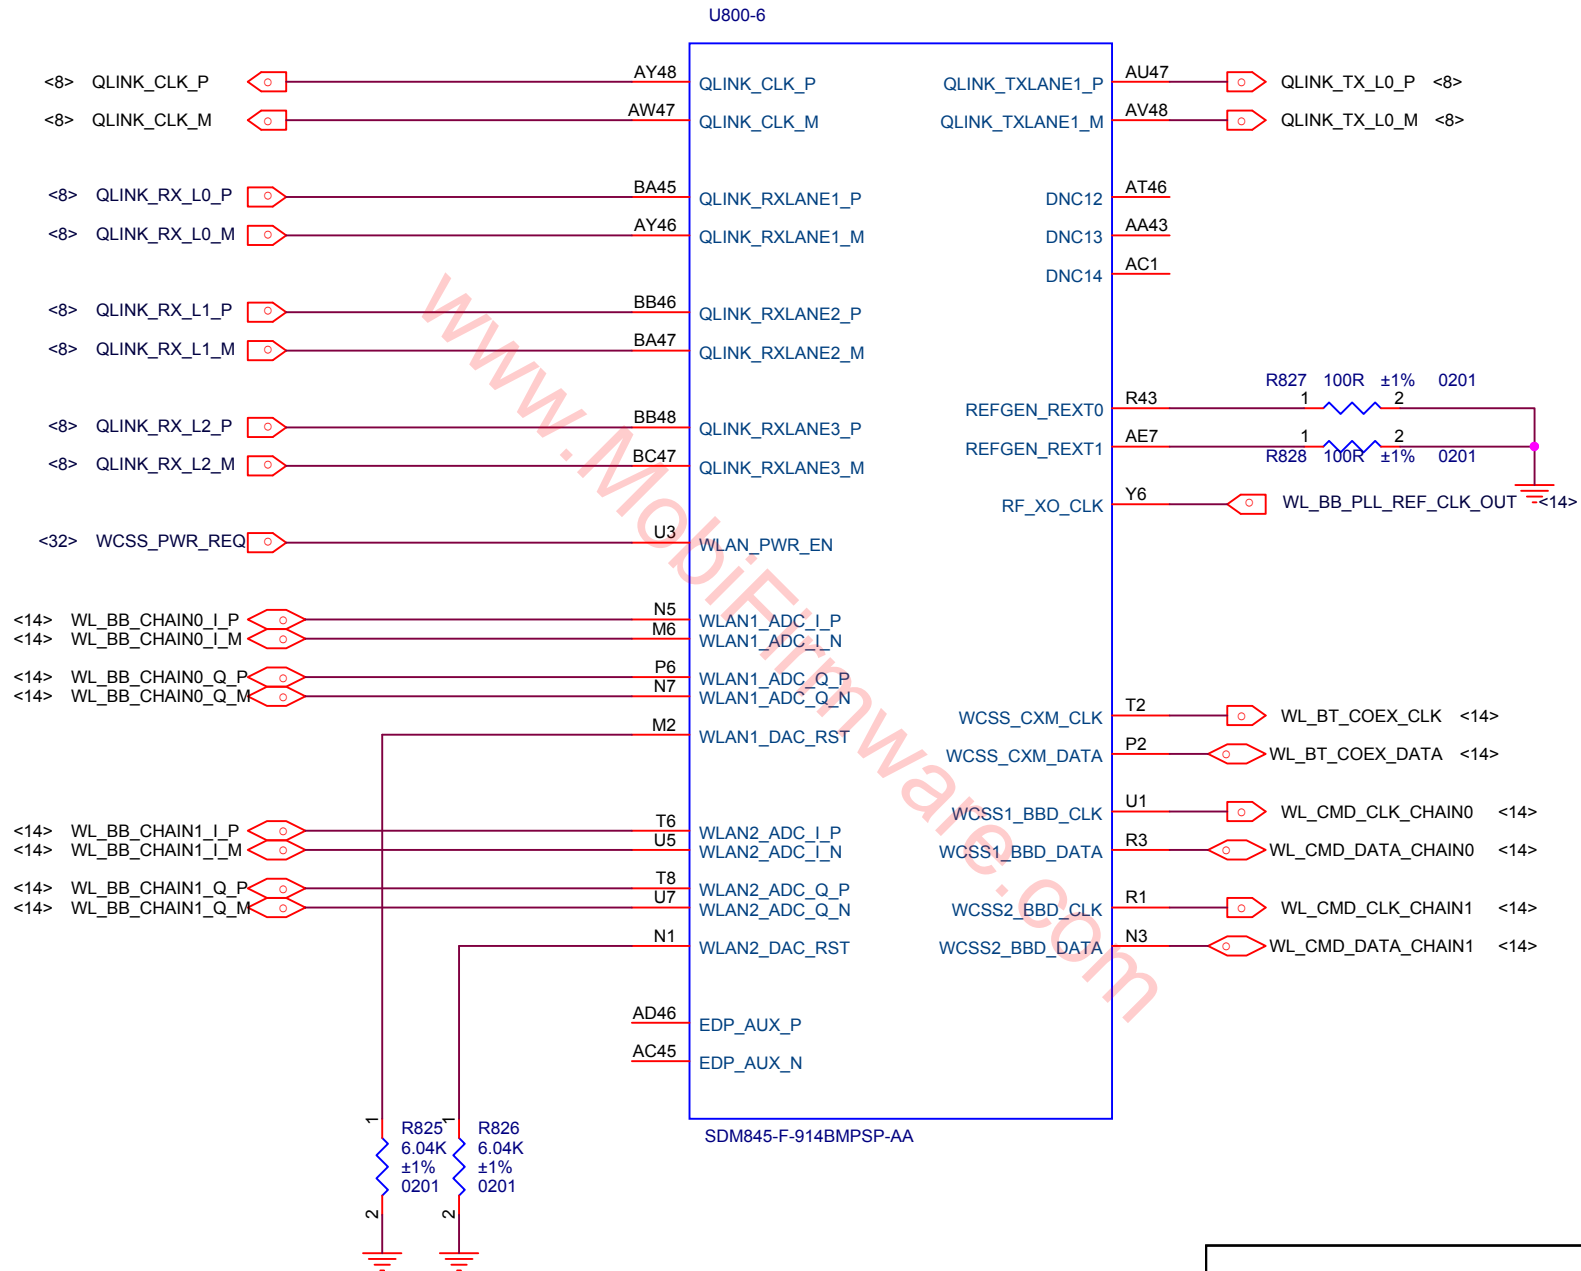 U800-6
<8> QLINK_CLK_P AY48 QLINK_CLK_P QLINK_TXLANE1_P AU47 QLINK_TX_L0_P <8>
<8> QLINK_CLK_M AW47 QLINK_CLK_M QLINK_TXLANE1_M AV48 QLINK_TX_L0_M <8>
<8> QLINK_RX_L0_P BA45 QLINK_RXLANE1_P DNC12 AT46
<8> QLINK_RX_L0_M AY46 QLINK_RXLANE1_M DNC13 AA43
DNC14 AC1
<8> QLINK_RX_L1_P BB46 QLINK_RXLANE2_P
<8> QLINK_RX_L1_M BA47 QLINK_RXLANE2_M
R827 100R ±1% 0201
REFGEN_REXT0 R43 1 2
<8> QLINK_RX_L2_P BB48 QLINK_RXLANE3_P
REFGEN_REXT1 AE7 1 2
R828 100R ±1% 0201
<8> QLINK_RX_L2_M BC47 QLINK_RXLANE3_M
RF_XO_CLK Y6 WL_BB_PLL_REF_CLK_OUT <14>
<32> WCSS_PWR_REQ U3 WLAN_PWR_EN
<14> WL_BB_CHAIN0_I_P N5 WLAN1_ADC_I_P
<14> WL_BB_CHAIN0_I_M M6 WLAN1_ADC_I_N
<14> WL_BB_CHAIN0_Q_P P6 WLAN1_ADC_Q_P
<14> WL_BB_CHAIN0_Q_M N7 WLAN1_ADC_Q_N
WCSS_CXM_CLK T2 WL_BT_COEX_CLK <14>
M2 WLAN1_DAC_RST
WCSS_CXM_DATA P2 WL_BT_COEX_DATA <14>
WCSS1_BBD_CLK U1 WL_CMD_CLK_CHAIN0 <14>
<14> WL_BB_CHAIN1_I_P T6 WLAN2_ADC_I_P
<14> WL_BB_CHAIN1_I_M U5 WLAN2_ADC_I_N WCSS1_BBD_DATA R3 WL_CMD_DATA_CHAIN0 <14>
<14> WL_BB_CHAIN1_Q_P T8 WLAN2_ADC_Q_P
<14> WL_BB_CHAIN1_Q_M U7 WLAN2_ADC_Q_N WCSS2_BBD_CLK R1 WL_CMD_CLK_CHAIN1 <14>
N1 WLAN2_DAC_RST WCSS2_BBD_DATA N3 WL_CMD_DATA_CHAIN1 <14>
AD46 EDP_AUX_P
AC45 EDP_AUX_N
1 R825 1 R826
6.04K 6.04K
±1% ±1%
0201 0201
2 2
SDM845-F-914BMPSP-AA
www.MobiFirmware.com